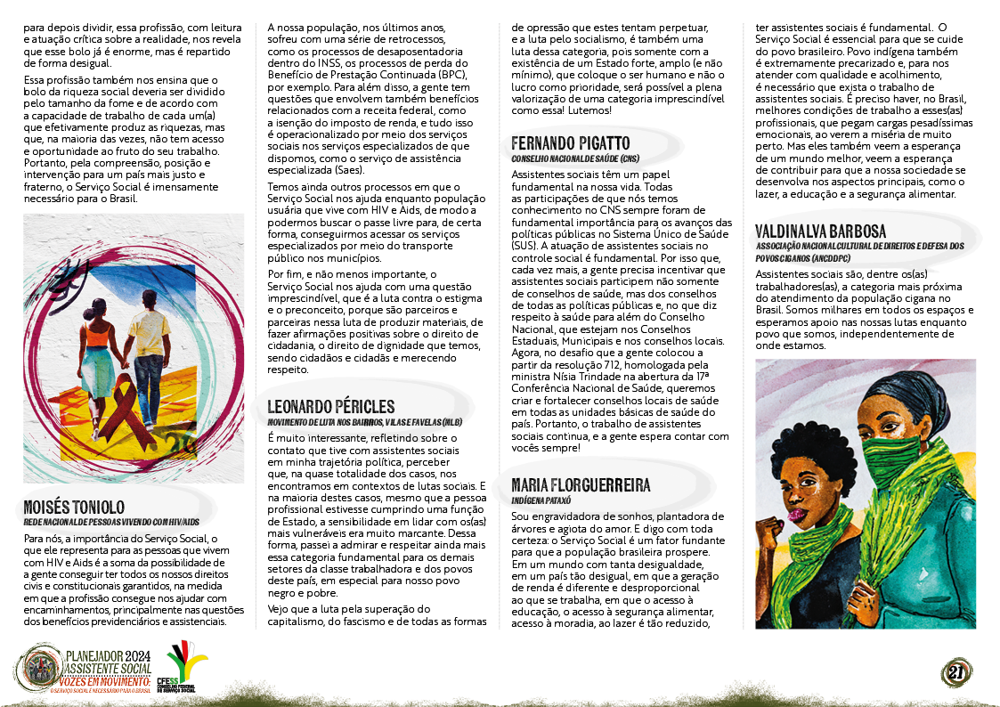 para depois dividir, essa profissão, com leitura
e atuação crítica sobre a realidade, nos revela
que esse bolo já é enorme, mas é repartido
de forma desigual.
Essa profissão também nos ensina que o
bolo da riqueza social deveria ser dividido
pelo tamanho da fome e de acordo com
a capacidade de trabalho de cada um(a)
que efetivamente produz as riquezas, mas
que, na maioria das vezes, não tem acesso
e oportunidade ao fruto do seu trabalho.
Portanto, pela compreensão, posição e
intervenção para um país mais justo e
fraterno, o Serviço Social é imensamente
necessário para o Brasil.
MOISÉS TONIOLO
REDE NACIONAL DE PESSOAS VIVENDO COM HIV/AIDS
Para nós, a importância do Serviço Social, o
que ele representa para as pessoas que vivem
com HIV e Aids é a soma da possibilidade de
a gente conseguir ter todos os nossos direitos
civis e constitucionais garantidos, na medida
em que a profissão consegue nos ajudar com
encaminhamentos, principalmente nas questões
dos benefícios previdenciários e assistenciais.
A nossa população, nos últimos anos,
sofreu com uma série de retrocessos,
como os processos de desaposentadoria
dentro do INSS, os processos de perda do
Benefício de Prestação Continuada (BPC),
por exemplo. Para além disso, a gente tem
questões que envolvem também benefícios
relacionados com a receita federal, como
a isenção do imposto de renda, e tudo isso
é operacionalizado por meio dos serviços
sociais nos serviços especializados de que
dispomos, como o serviço de assistência
especializada (Saes).
Temos ainda outros processos em que o
Serviço Social nos ajuda enquanto população
usuária que vive com HIV e Aids, de modo a
podermos buscar o passe livre para, de certa
forma, conseguirmos acessar os serviços
especializados por meio do transporte
público nos municípios.
Por fim, e não menos importante, o
Serviço Social nos ajuda com uma questão
imprescindível, que é a luta contra o estigma
e o preconceito, porque são parceiros e
parceiras nessa luta de produzir materiais, de
fazer afirmações positivas sobre o direito de
cidadania, o direito de dignidade que temos,
sendo cidadãos e cidadãs e merecendo
respeito.
LEONARDO PÉRICLES
MOVIMENTO DE LUTA NOS BAIRROS, VILAS E FAVELAS (MLB)
É muito interessante, refletindo sobre o
contato que tive com assistentes sociais
em minha trajetória política, perceber
que, na quase totalidade dos casos, nos
encontramos em contextos de lutas sociais. E
na maioria destes casos, mesmo que a pessoa
profissional estivesse cumprindo uma função
de Estado, a sensibilidade em lidar com os(as)
mais vulneráveis era muito marcante. Dessa
forma, passei a admirar e respeitar ainda mais
essa categoria fundamental para os demais
setores da classe trabalhadora e dos povos
deste país, em especial para nosso povo
negro e pobre.
Vejo que a luta pela superação do
capitalismo, do fascismo e de todas as formas
de opressão que estes tentam perpetuar,
e a luta pelo socialismo, é também uma
luta dessa categoria, pois somente com a
existência de um Estado forte, amplo (e não
mínimo), que coloque o ser humano e não o
lucro como prioridade, será possível a plena
valorização de uma categoria imprescindível
como essa! Lutemos!
FERNANDO PIGATTO
CONSELHO NACIONAL DE SAÚDE (CNS)
Assistentes sociais têm um papel
fundamental na nossa vida. Todas
as participações de que nós temos
conhecimento no CNS sempre foram de
fundamental importância para os avanços das
políticas públicas no Sistema Único de Saúde
(SUS). A atuação de assistentes sociais no
controle social é fundamental. Por isso que,
cada vez mais, a gente precisa incentivar que
assistentes sociais participem não somente
de conselhos de saúde, mas dos conselhos
de todas as políticas públicas e, no que diz
respeito à saúde para além do Conselho
Nacional, que estejam nos Conselhos
Estaduais, Municipais e nos conselhos locais.
Agora, no desafio que a gente colocou a
partir da resolução 712, homologada pela
ministra Nísia Trindade na abertura da 17ª
Conferência Nacional de Saúde, queremos
criar e fortalecer conselhos locais de saúde
em todas as unidades básicas de saúde do
país. Portanto, o trabalho de assistentes
sociais continua, e a gente espera contar com
vocês sempre!
MARIA FLORGUERREIRA
INDÍGENA PATAXÓ
Sou engravidadora de sonhos, plantadora de
árvores e agiota do amor. E digo com toda
certeza: o Serviço Social é um fator fundante
para que a população brasileira prospere.
Em um mundo com tanta desigualdade,
em um país tão desigual, em que a geração
de renda é diferente e desproporcional
ao que se trabalha, em que o acesso à
educação, o acesso à segurança alimentar,
acesso à moradia, ao lazer é tão reduzido,
ter assistentes sociais é fundamental. O
Serviço Social é essencial para que se cuide
do povo brasileiro. Povo indígena também
é extremamente precarizado e, para nos
atender com qualidade e acolhimento,
é necessário que exista o trabalho de
assistentes sociais. É preciso haver, no Brasil,
melhores condições de trabalho a esses(as)
profissionais, que pegam cargas pesadíssimas
emocionais, ao verem a miséria de muito
perto. Mas eles também veem a esperança
de um mundo melhor, veem a esperança
de contribuir para que a nossa sociedade se
desenvolva nos aspectos principais, como o
lazer, a educação e a segurança alimentar.
VALDINALVA BARBOSA
ASSOCIAÇÃO NACIONAL CULTURAL DE DIREITOS E DEFESA DOS
POVOS CIGANOS (ANCDDPC)
Assistentes sociais são, dentre os(as)
trabalhadores(as), a categoria mais próxima
do atendimento da população cigana no
Brasil. Somos milhares em todos os espaços e
esperamos apoio nas nossas lutas enquanto
povo que somos, independentemente de
onde estamos.
PLANEJADOR 2024
ASSISTENTE SOCIAL
VOZES EM MOVIMENTO:
O SERVIÇO SOCIAL É NECESSÁRIO PARA O BRASIL
CFESS
CONSELHO FEDERAL
DE SERVIÇO SOCIAL
21